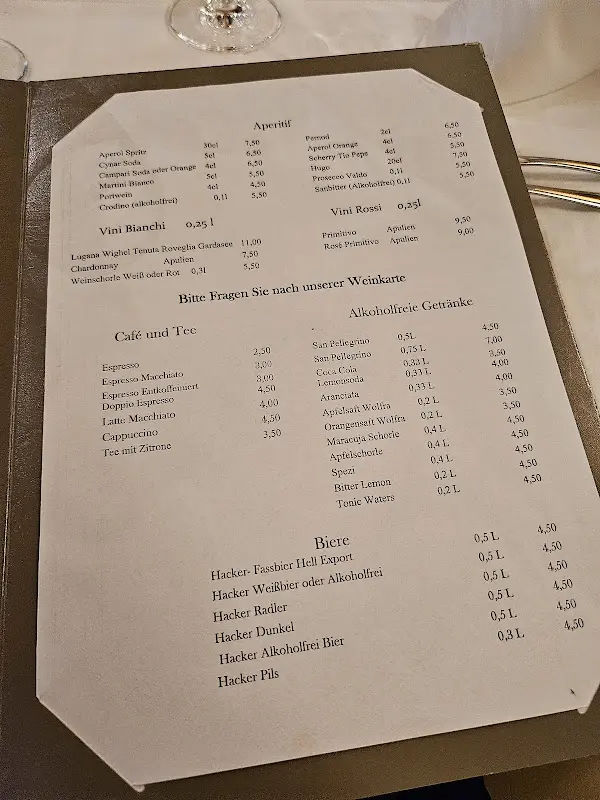 Aperitif
Aperol Spritz 30cl 7,50
Cynar Soda 5cl 6,50
Campari Soda oder Orange 4cl 6,50
Martini Bianco 5cl 5,50
Portwein 4cl 4,50
Crodino (alkoholfrei) 0,1l 5,50
Pernod 2cl 6,50
Aperol Orange 4cl 6,50
Scherry Tio Pepe 4cl 5,50
Hugo 20cl 7,50
Prosecco Valdo 0,1l 5,50
Sanbitter (Alkoholfrei) 0,1l 5,50
Vini Bianchi 0,25 l
Lugana Wighel Tenuta Roveglia Gardasee 11,00
Chardonnay Apulien 7,50
Weinschorle Weiß oder Rot 0,3l 5,50
Vini Rossi 0,25l
Primitivo Apulien 9,50
Rosé Primitivo Apulien 9,00
Bitte Fragen Sie nach unserer Weinkarte
Café und Tee
Espresso 2,50
Espresso Macchiato 3,00
Espresso Entkoffeiniert 3,00
Doppio Espresso 4,50
Latte Macchiato 4,00
Cappuccino 4,50
Tee mit Zitrone 3,50
Alkoholfreie Getränke
San Pellegrino 0,5L 4,50
San Pellegrino 0,75 L 7,00
Coca Cola 0,33 L 3,50
Lemonsoda 0,33 L 4,00
Aranciata 0,33 L 4,00
Apfelsaft Wolfra 0,2 L 3,50
Orangensaft Wolfra 0,2 L 3,50
Maracuja Schorle 0,4 L 4,50
Apfelschorle 0,4 L 4,50
Spezi 0,4 L 4,50
Bitter Lemon 0,2 L 4,50
Tonic Waters 0,2 L 4,50
Biere
Hacker- Fassbier Hell Export 0,5 L 4,50
Hacker Weißbier oder Alkoholfrei 0,5 L 4,50
Hacker Radler 0,5 L 4,50
Hacker Dunkel 0,5 L 4,50
Hacker Alkoholfrei Bier 0,5 L 4,50
Hacker Pils 0,3 L 4,50